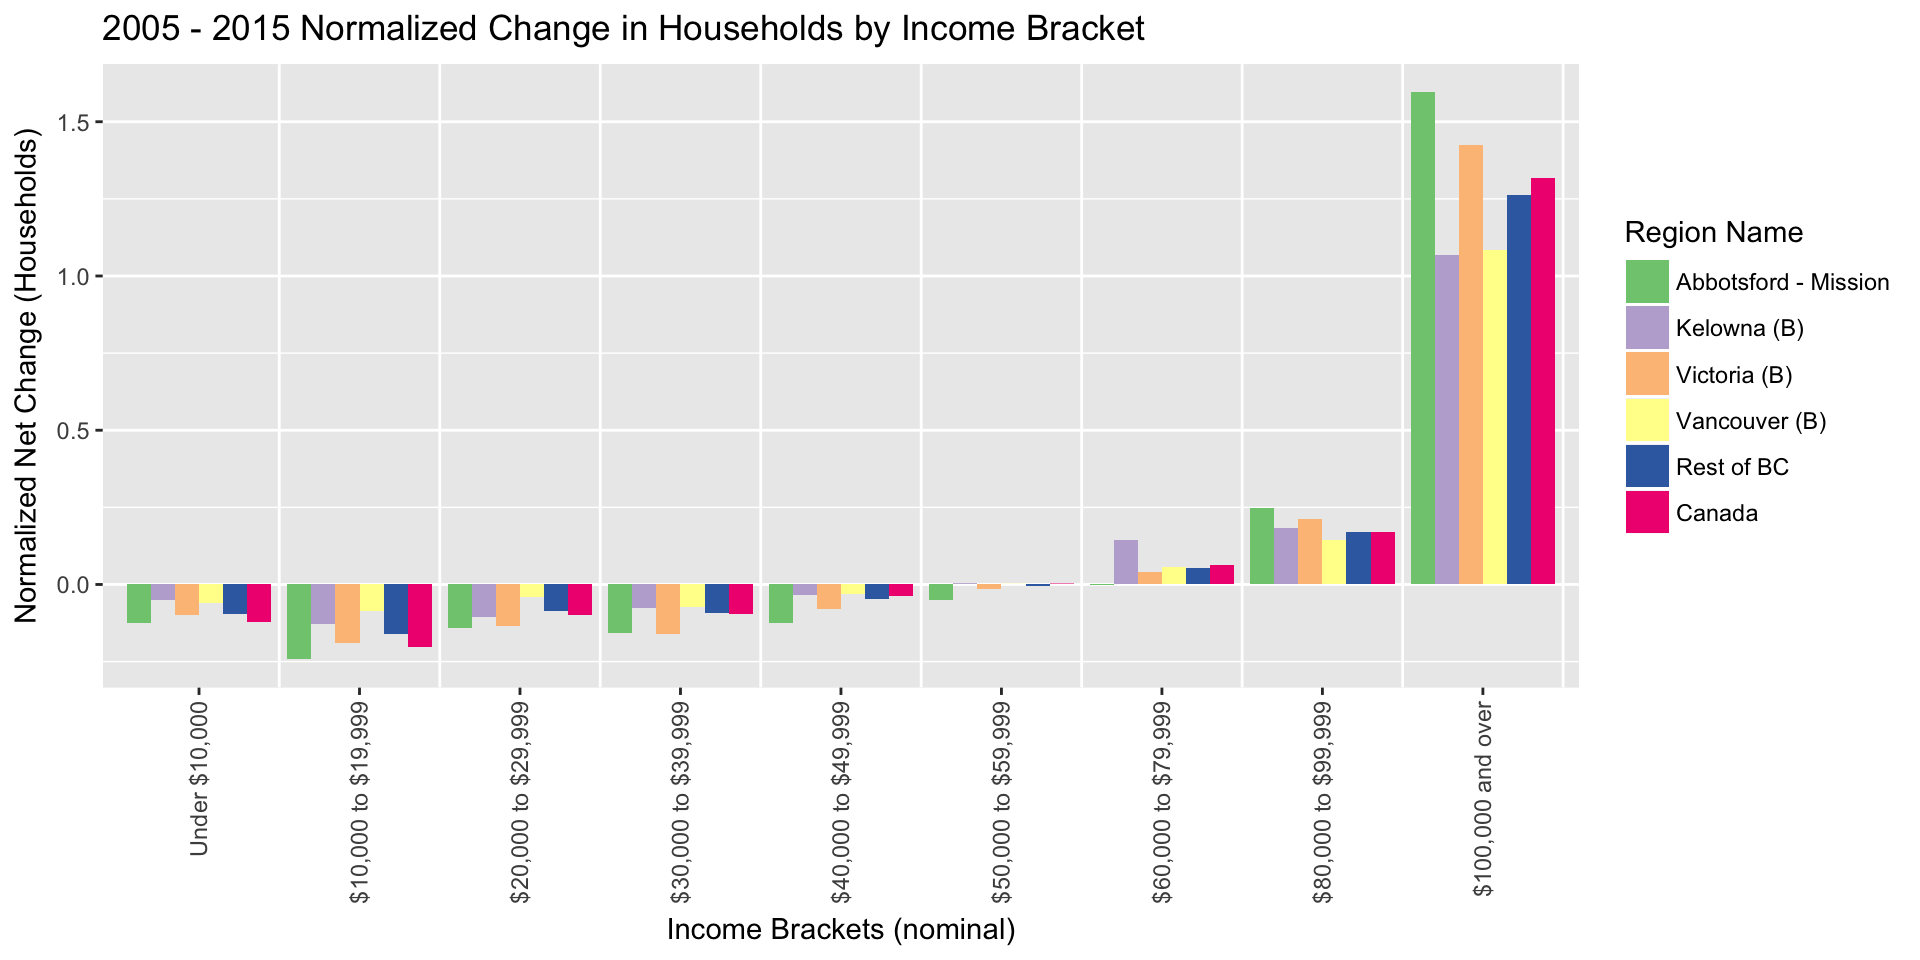 2005 - 2015 Normalized Change in Households by Income Bracket
Normalized Net Change (Households)
1.5
1.0
0.5
0.0
Under $10,000
$10,000 to $19,999
$20,000 to $29,999
$30,000 to $39,999
$40,000 to $49,999
$50,000 to $59,999
$60,000 to $79,999
$80,000 to $99,999
$100,000 and over
Income Brackets (nominal)
Region Name
Abbotsford - Mission
Kelowna (B)
Victoria (B)
Vancouver (B)
Rest of BC
Canada